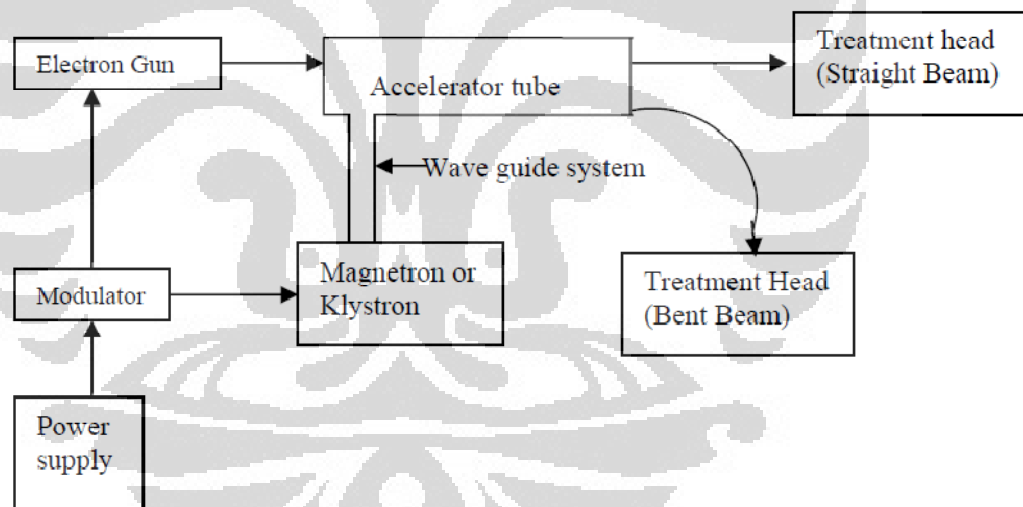 Electron Gun
Accelerator tube
Treatment head
(Straight Beam)
Wave guide system
Modulator
Magnetron or
Klystron
Treatment Head
(Bent Beam)
Power
supply